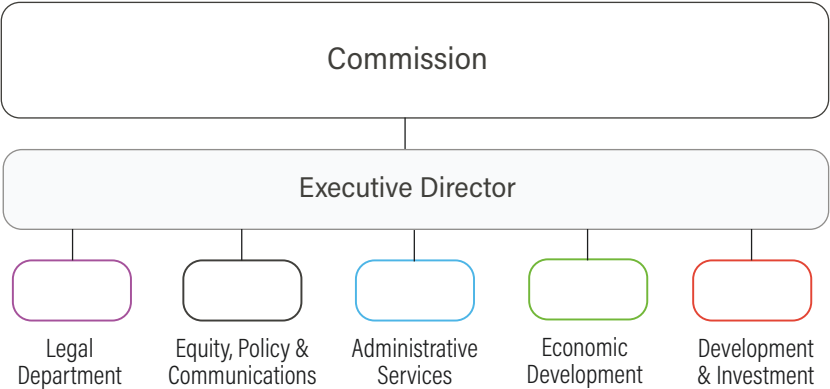 Commission
Executive Director
Legal
Department
Equity, Policy &
Communications
Administrative
Services
Economic
Development
Development
& Investment